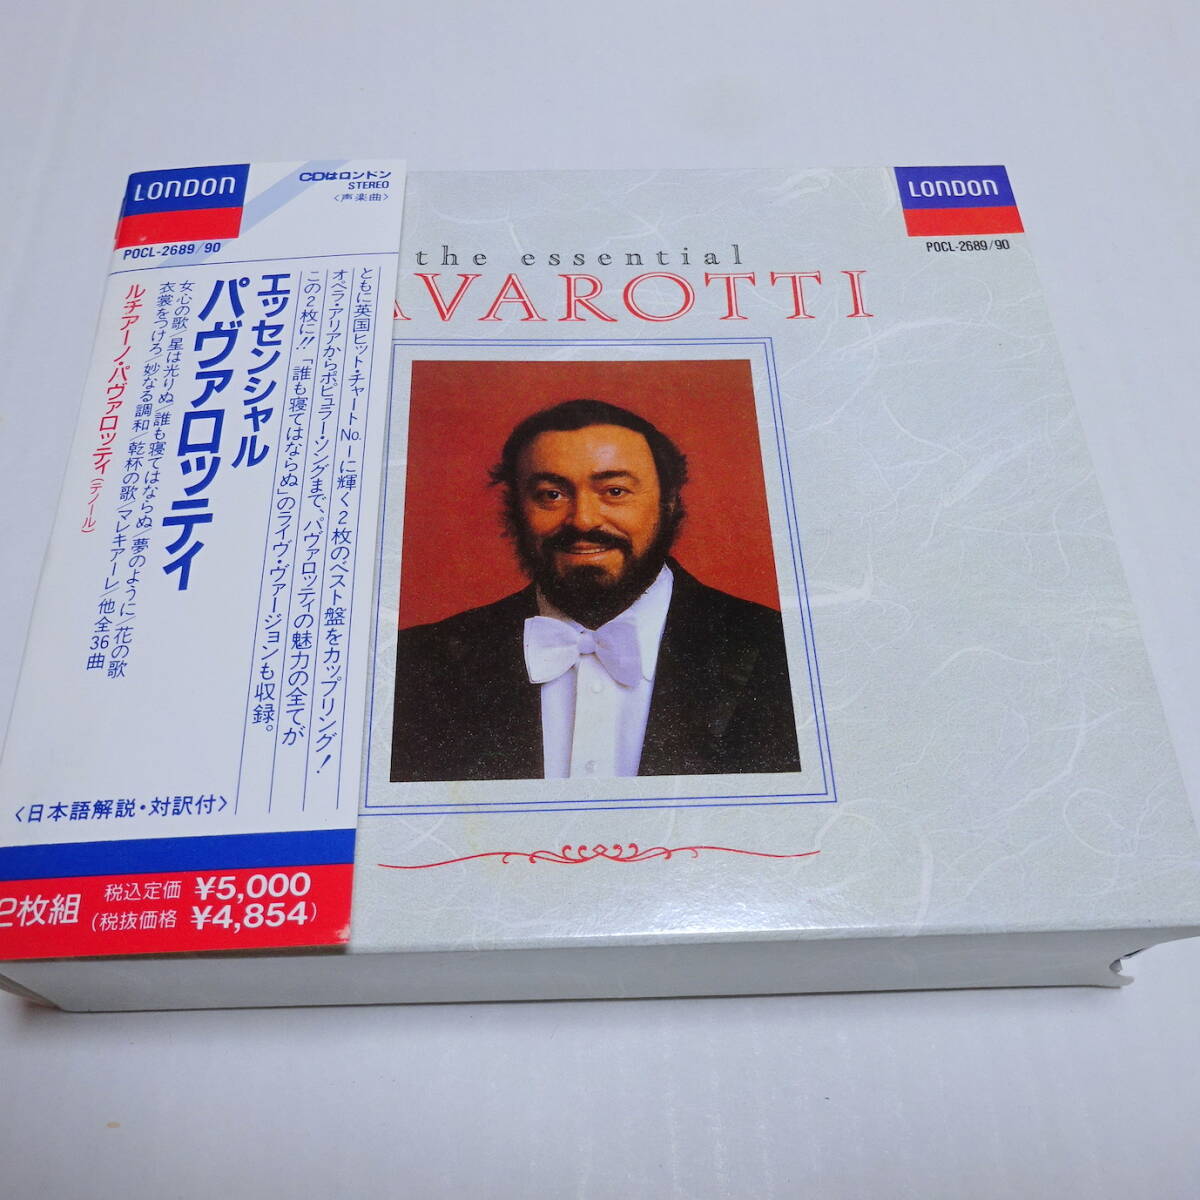 LONDON
POCL-2689/90
CDはロンドン
STEREO
〈声楽曲〉
ともに英国ヒット・チャートNo.1に輝く2枚のベスト盤をカップリング!
オペラ・アリアからポピュラー・ソングまで、パヴァロッティの魅力の全てが
この2枚に!!「誰も寝てはならぬ」のライヴ・ヴァージョンも収録。
エッセンシャル
パヴァロッティ
女心の歌/星は光りぬ/誰も寝てはならぬ/夢のように/花の歌
衣裳をつけろ/妙なる調和/乾杯の歌/マレキアーレ/他全36曲
ルチアーノ・パヴァロッティ(テノール)
〈日本語解説・対訳付〉
2枚組
税込定価 ¥5,000
(税抜価格 ¥4,854)
the essential
AVAROTTI
LONDON
POCL-2689/90